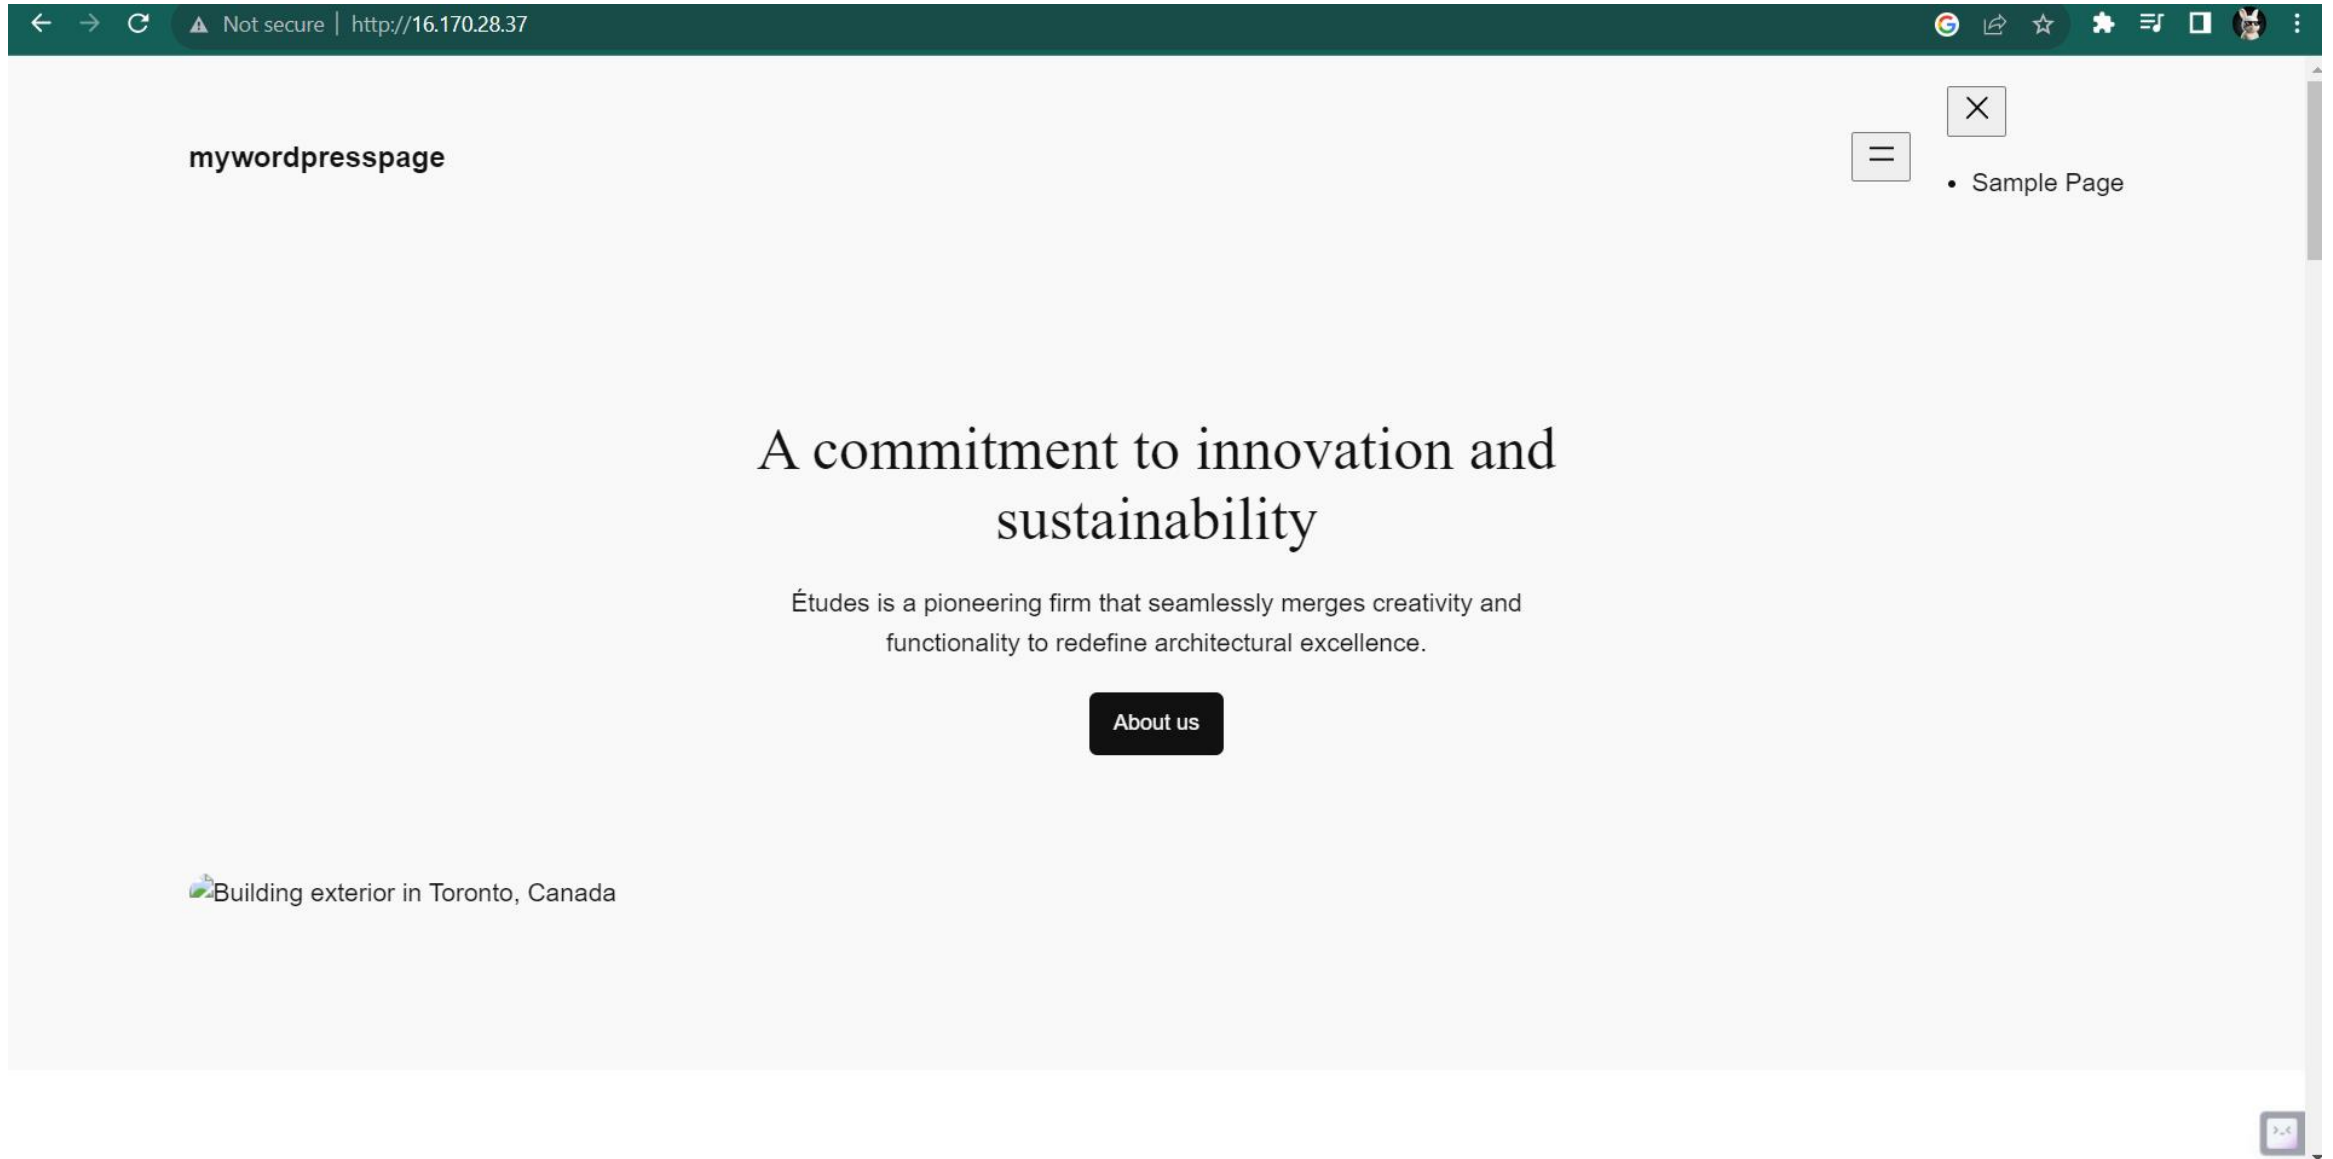 Not secure | http://16.170.28.37
mywordpresspage
Sample Page
A commitment to innovation and
sustainability
Études is a pioneering firm that seamlessly merges creativity and
functionality to redefine architectural excellence.
About us
Building exterior in Toronto, Canada